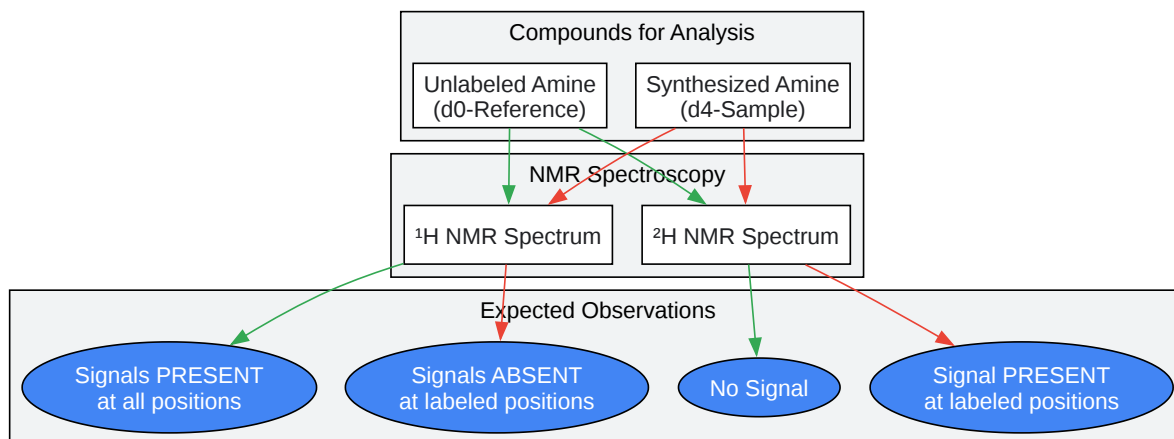 Compounds for Analysis
Unlabeled Amine
(d0-Reference)
Synthesized Amine
(d4-Sample)
NMR Spectroscopy
¹H NMR Spectrum
²H NMR Spectrum
Expected Observations
Signals PRESENT
at all positions
Signals ABSENT
at labeled positions
No Signal
Signal PRESENT
at labeled positions